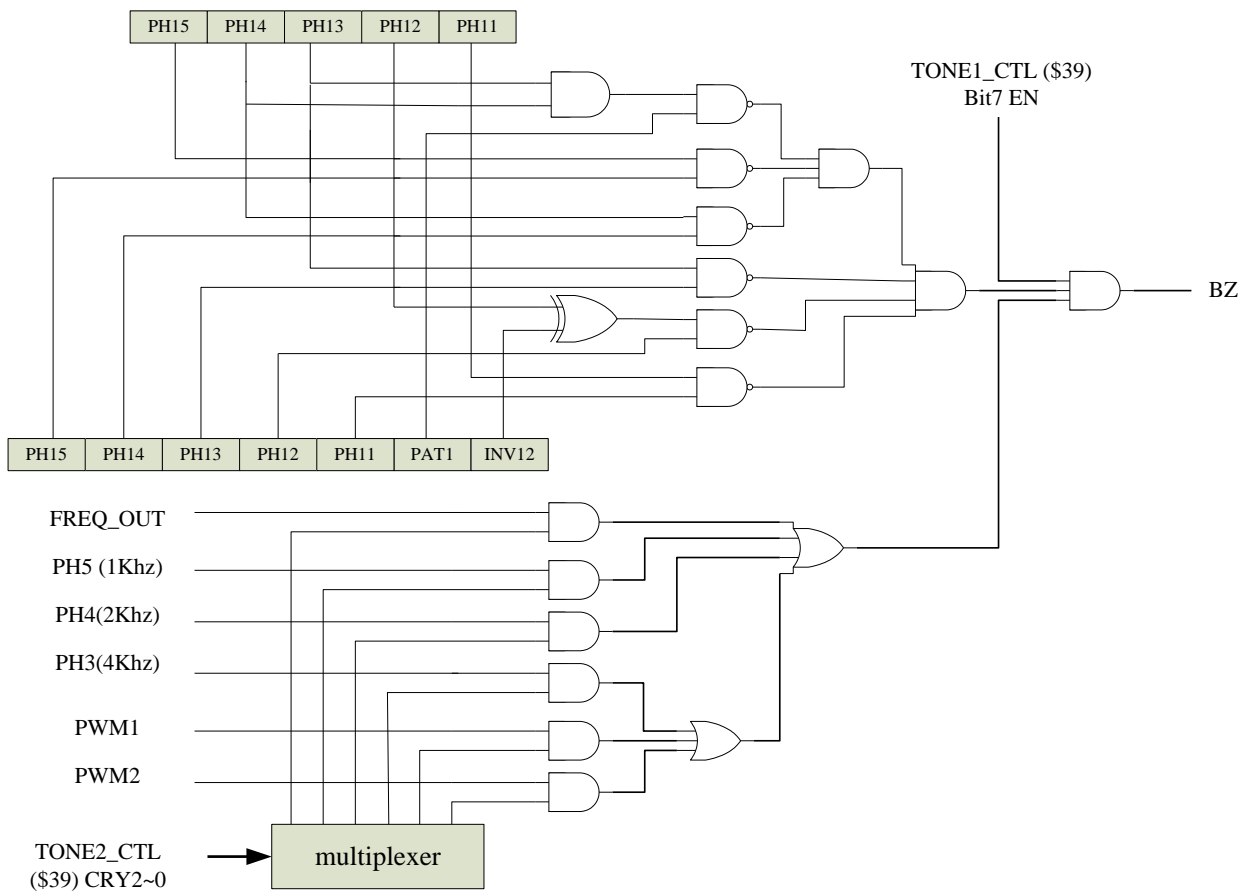 PH15 PH14 PH13 PH12 PH11
TONE1_CTL ($39)
Bit7 EN
BZ
PH15 PH14 PH13 PH12 PH11 PAT1 INV12
FREQ_OUT
PH5 (1Khz)
PH4(2Khz)
PH3(4Khz)
PWM1
PWM2
multiplexer
TONE2_CTL
($39) CRY2~0